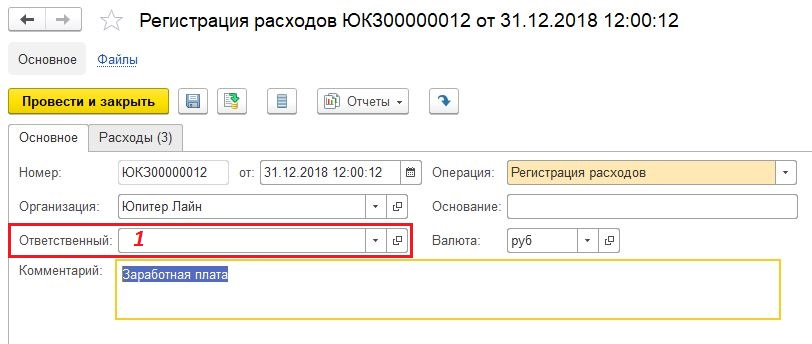 Регистрация расходов ЮК300000012 от 31.12.2018 12:00:12
Основное Файлы
Провести и закрыть Отчеты
Основное Расходы (3)
Номер: ЮК300000012 от: 31.12.2018 12:00:12 Операция: Регистрация расходов
Организация: Юпитер Лайн Основание:
Ответственный: 1 Валюта: руб
Комментарий: Заработная плата